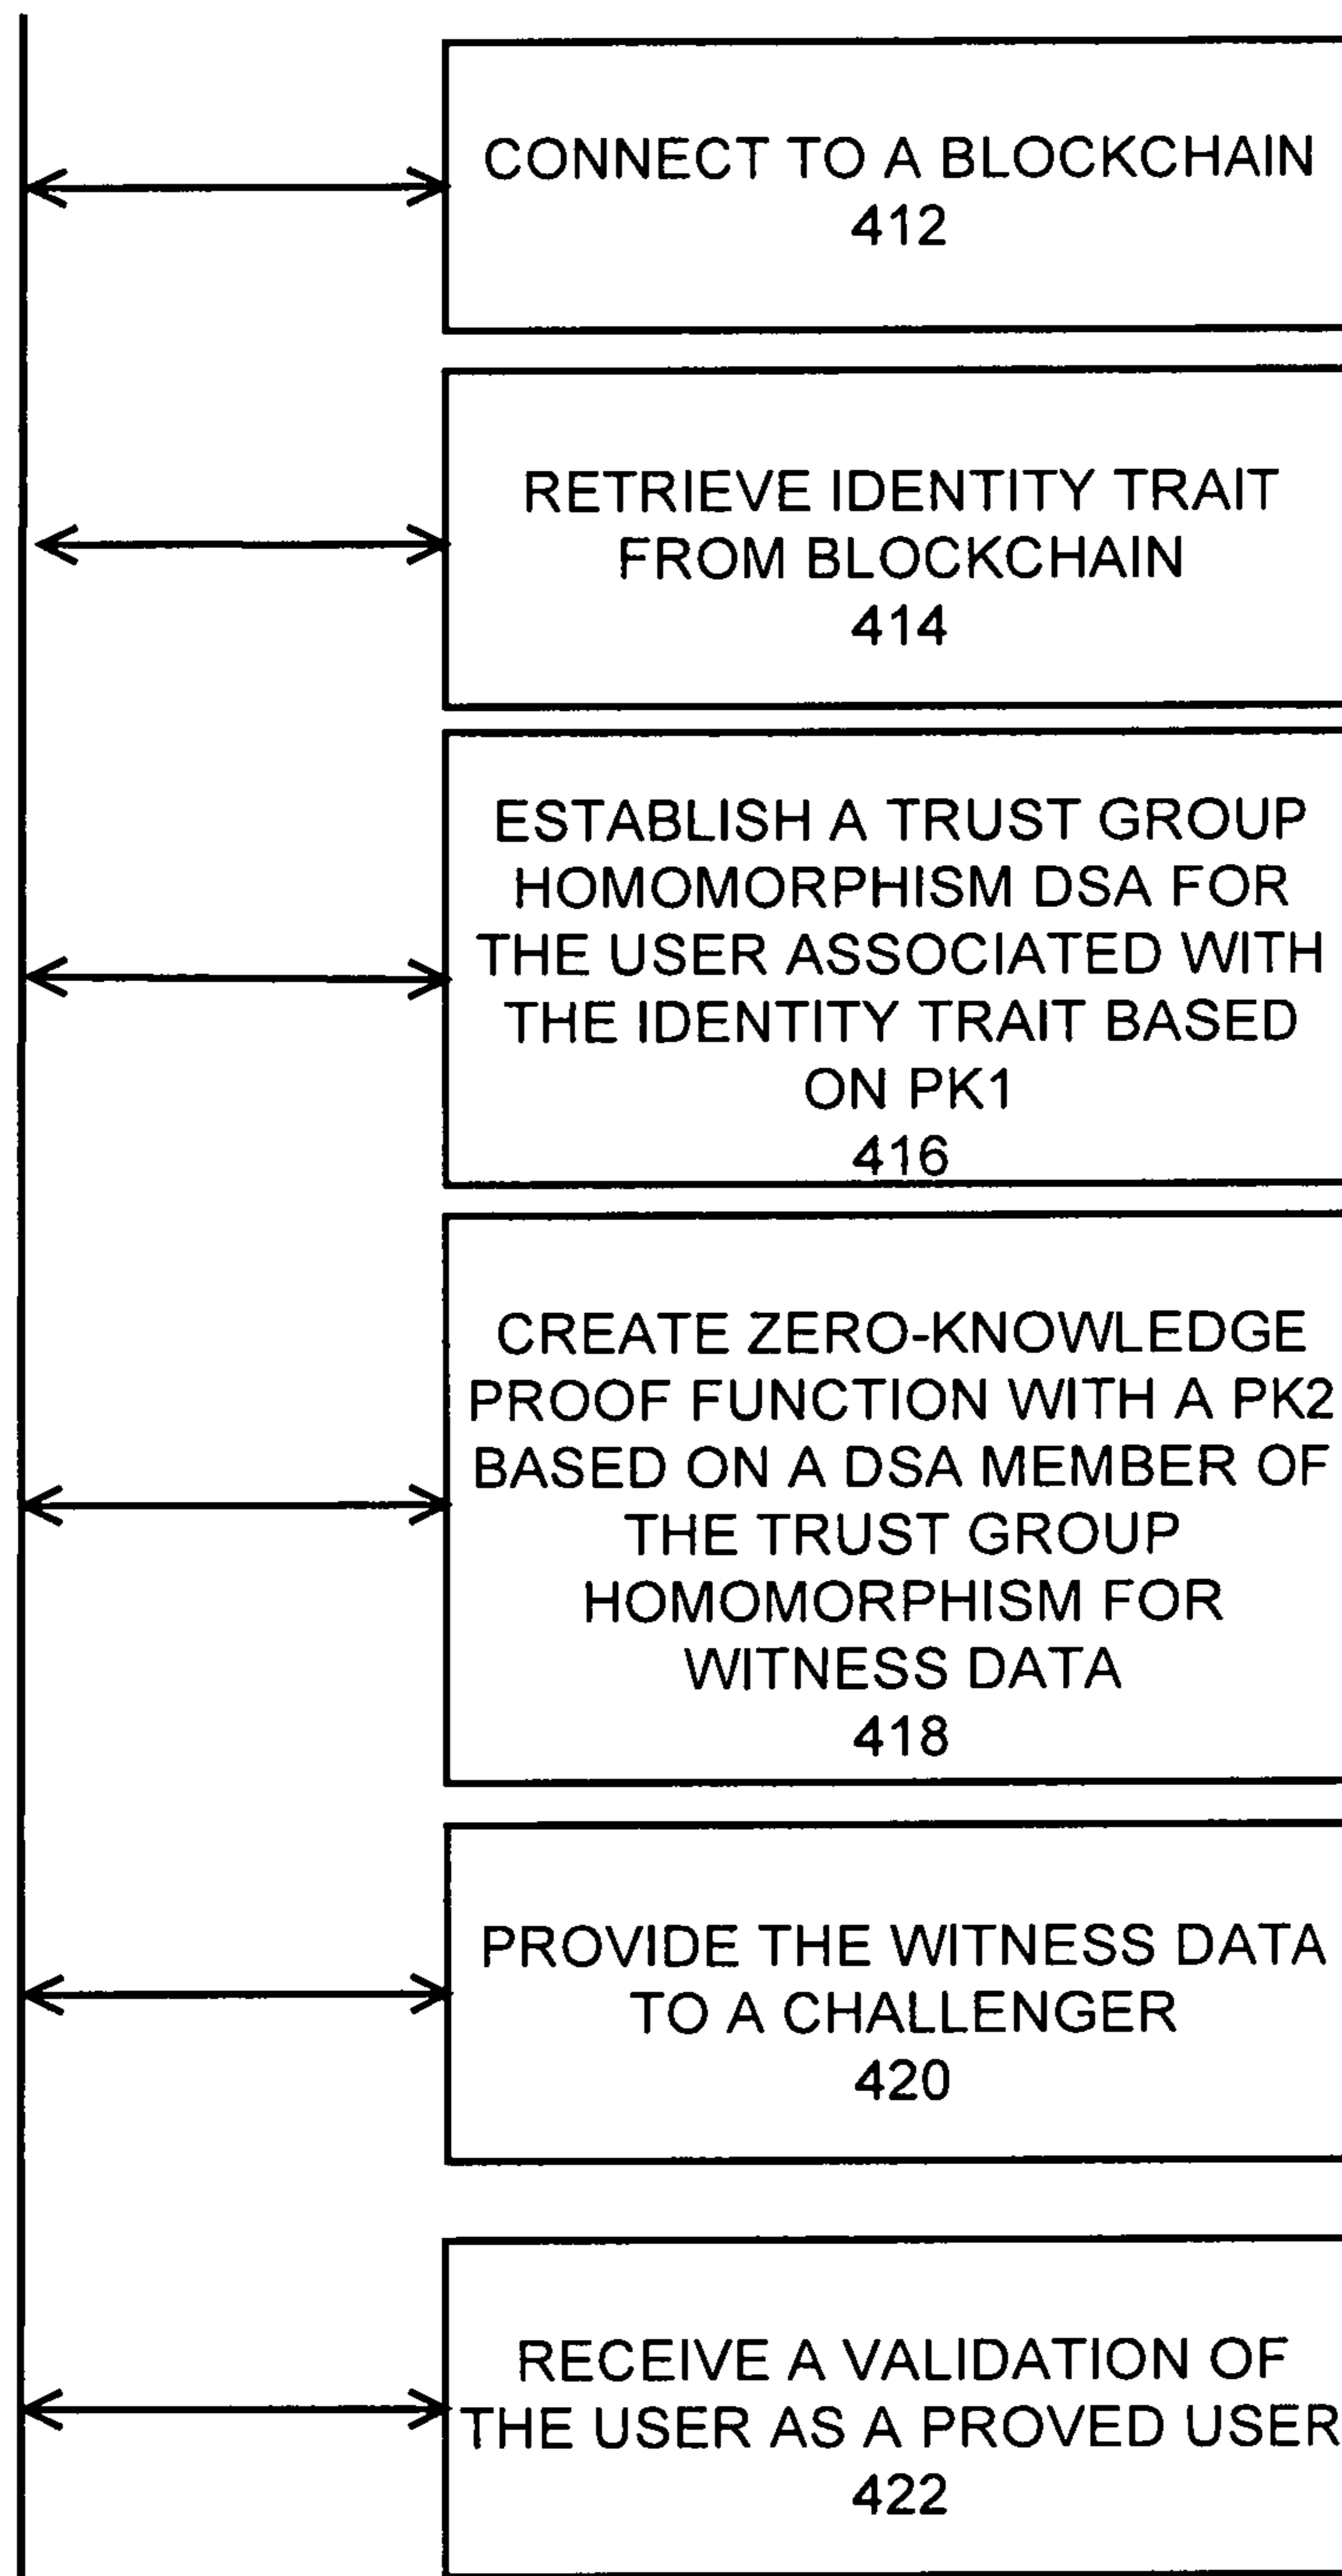 CONNECT TO A BLOCKCHAIN
412
RETRIEVE IDENTITY TRAIT
FROM BLOCKCHAIN
414
ESTABLISH A TRUST GROUP
HOMOMORPHISM DSA FOR
THE USER ASSOCIATED WITH
THE IDENTITY TRAIT BASED
ON PK1
416
CREATE ZERO-KNOWLEDGE
PROOF FUNCTION WITH A PK2
BASED ON A DSA MEMBER OF
THE TRUST GROUP
HOMOMORPHISM FOR
WITNESS DATA
418
PROVIDE THE WITNESS DATA
TO A CHALLENGER
420
RECEIVE A VALIDATION OF
THE USER AS A PROVED USER
422